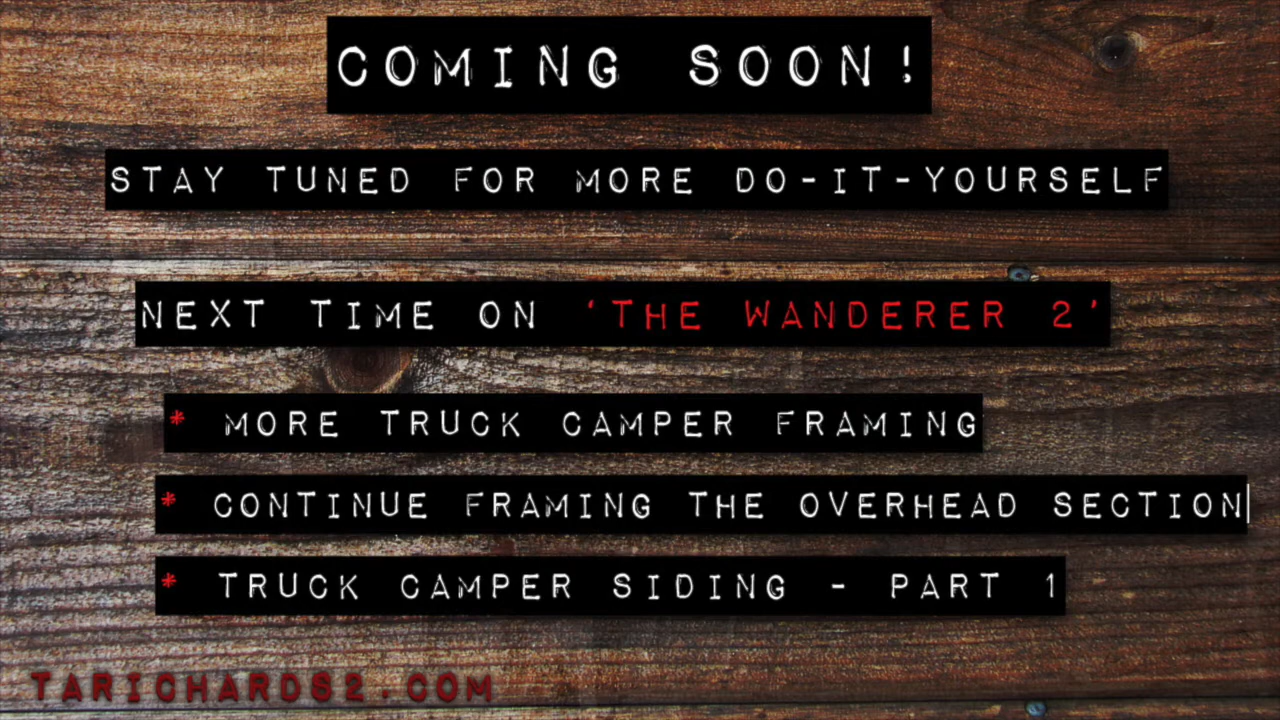 COMING SOON!
STAY TUNED FOR MORE DO-IT-YOURSELF
NEXT TIME ON 'THE WANDERER 2'
* MORE TRUCK CAMPER FRAMING
* CONTINUE FRAMING THE OVERHEAD SECTION
* TRUCK CAMPER SIDING - PART 1
TARICHARDS2.COM